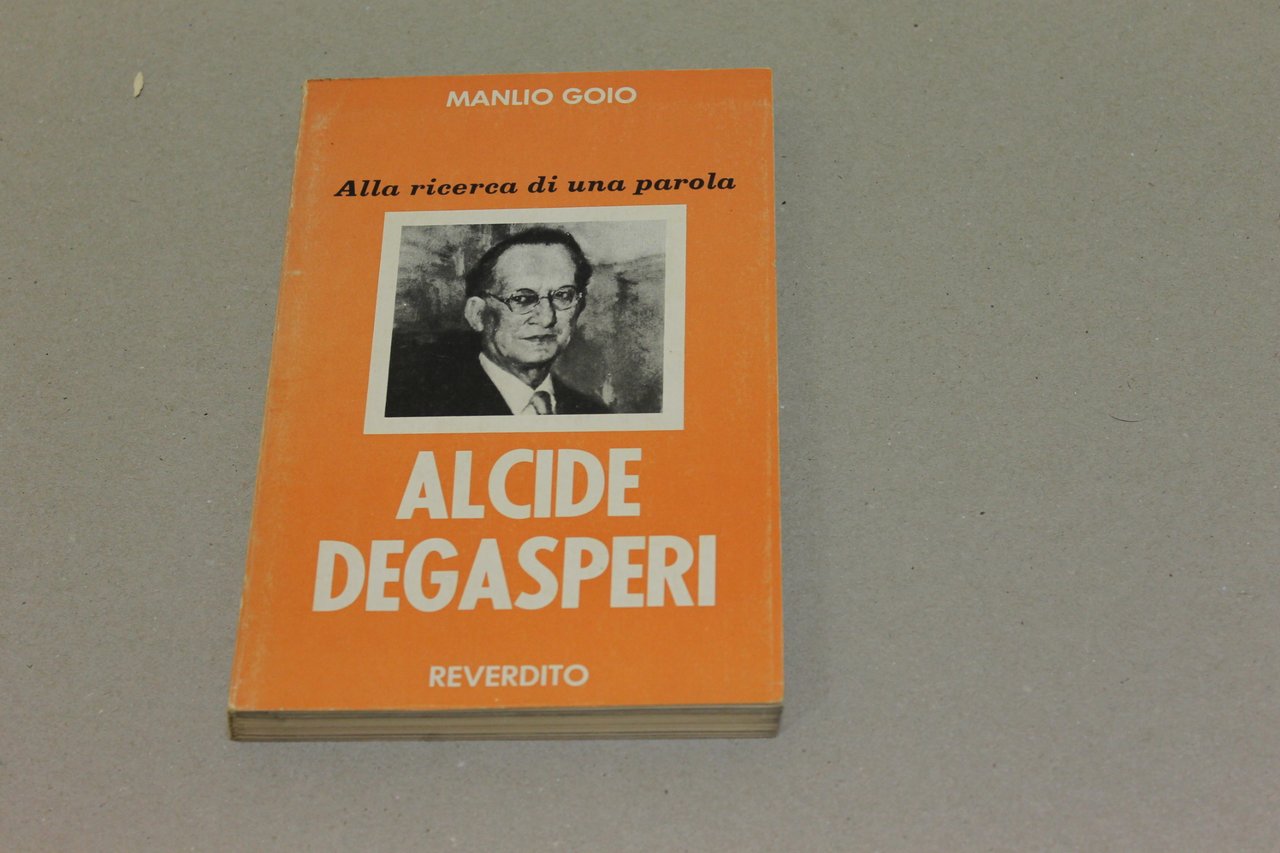 MANLIO GOIO
Alla ricerca di una parola
ALCIDE
DEGASPERI
REVERDITO